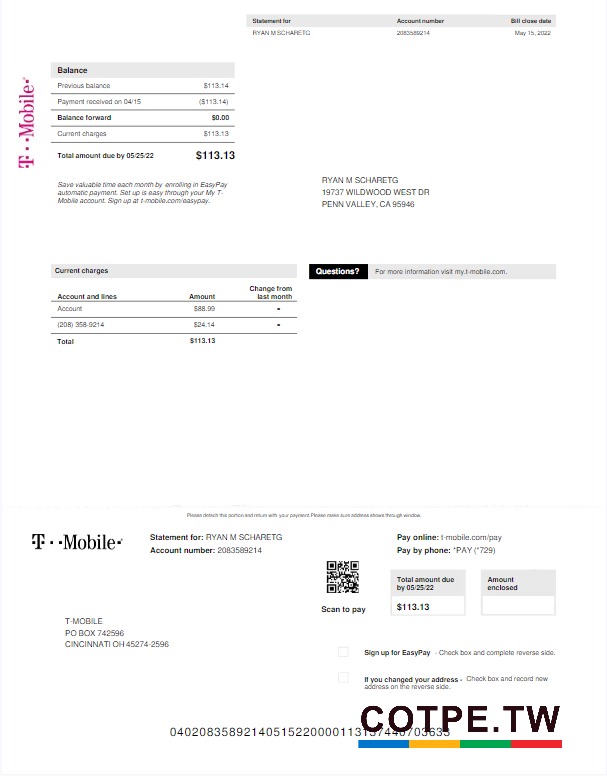 Statement for Account number Bill close date
RYAN M SCHARETG 2083589214 May 15, 2022
Balance
Previous balance $113.14
Payment received on 04/15 ($113.14)
Balance forward $0.00
Current charges $113.13
Total amount due by 05/25/22 $113.13
T··Mobile·
Save valuable time each month by enrolling in EasyPay
automatic payment. Set up is easy through your My T-
Mobile account. Sign up at t-mobile.com/easypay.
RYAN M SCHARETG
19737 WILDWOOD WEST DR
PENN VALLEY, CA 95946
Current charges
Questions? For more information visit my.t-mobile.com.
Change from
Account and lines Amount last month
Account $88.99 -
(208) 358-9214 $24.14 -
Total $113.13
Please detach this portion and return with your payment.Please make sure address shows through window.
T··Mobile·
Statement for: RYAN M SCHARETG
Account number: 2083589214
Pay online: t-mobile.com/pay
Pay by phone: *PAY (*729)
Total amount due
by 05/25/22
Amount
enclosed
Scan to pay
$113.13
T-MOBILE
PO BOX 742596
CINCINNATI OH 45274-2596
Sign up for EasyPay - Check box and complete reverse side.
If you changed your address - Check box and record new
address on the reverse side.
COTPE.TW